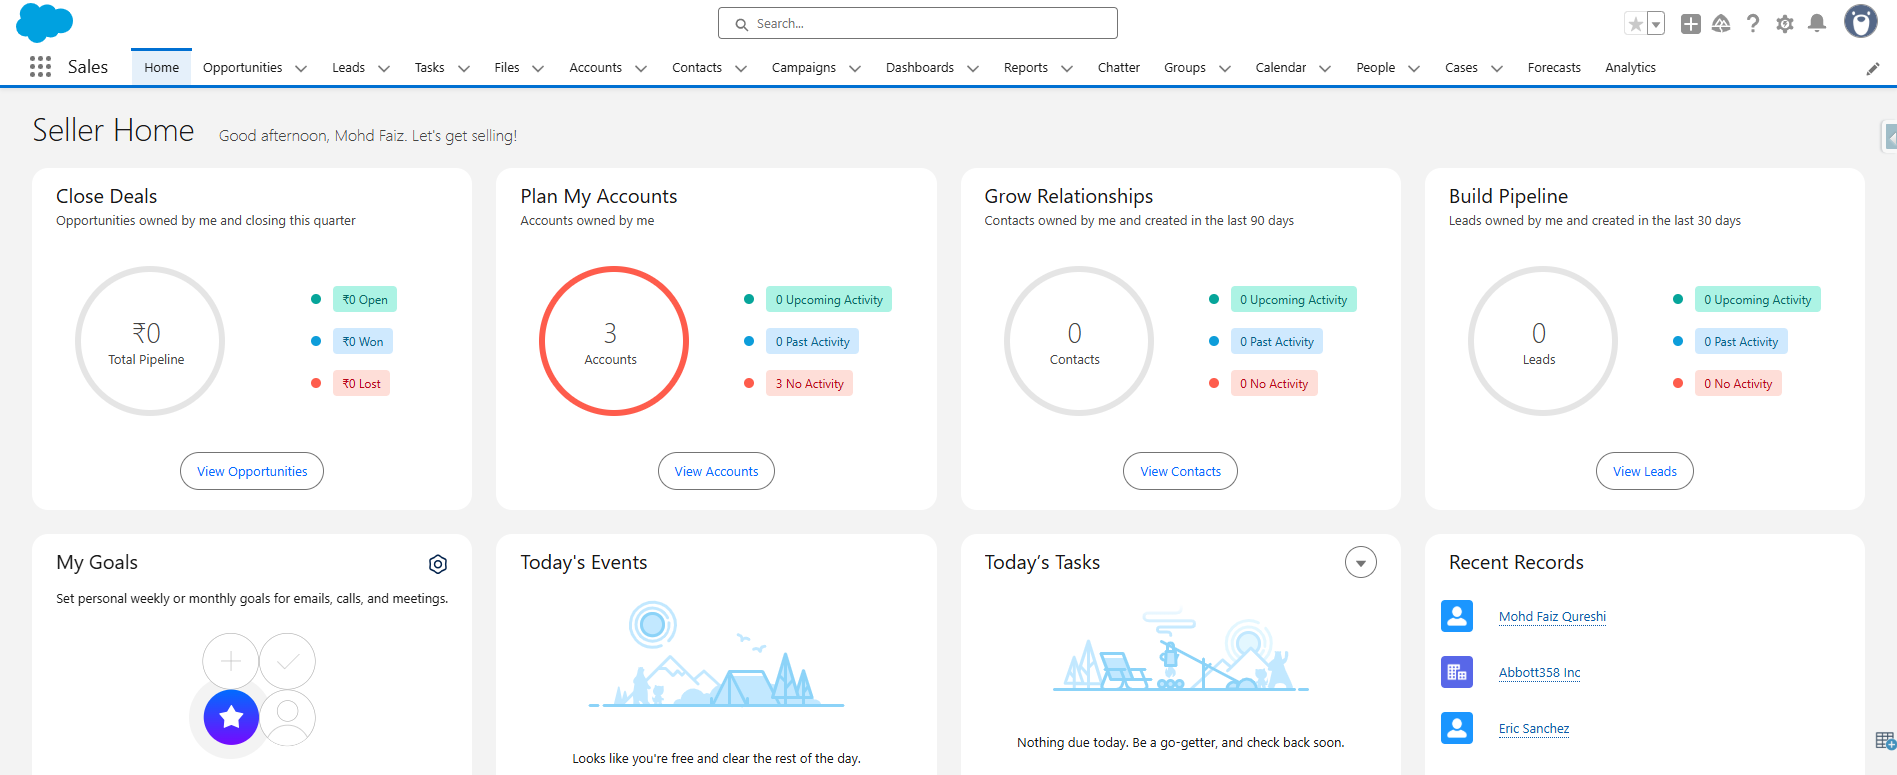 Search...
Sales
Home
Opportunities
Leads
Tasks
Files
Accounts
Contacts
Campaigns
Dashboards
Reports
Chatter
Groups
Calendar
People
Cases
Forecasts
Analytics
Seller Home
Good afternoon, Mohd Faiz. Let's get selling!
Close Deals
Opportunities owned by me and closing this quarter
₹0
Total Pipeline
₹0 Open
₹0 Won
₹0 Lost
View Opportunities
Plan My Accounts
Accounts owned by me
3
Accounts
0 Upcoming Activity
0 Past Activity
3 No Activity
View Accounts
Grow Relationships
Contacts owned by me and created in the last 90 days
0
Contacts
0 Upcoming Activity
0 Past Activity
0 No Activity
View Contacts
Build Pipeline
Leads owned by me and created in the last 30 days
0
Leads
0 Upcoming Activity
0 Past Activity
0 No Activity
View Leads
My Goals
Set personal weekly or monthly goals for emails, calls, and meetings.
Today's Events
Looks like you're free and clear the rest of the day.
Today’s Tasks
Nothing due today. Be a go-getter, and check back soon.
Recent Records
Mohd Faiz Qureshi
Abbott358 Inc
Eric Sanchez